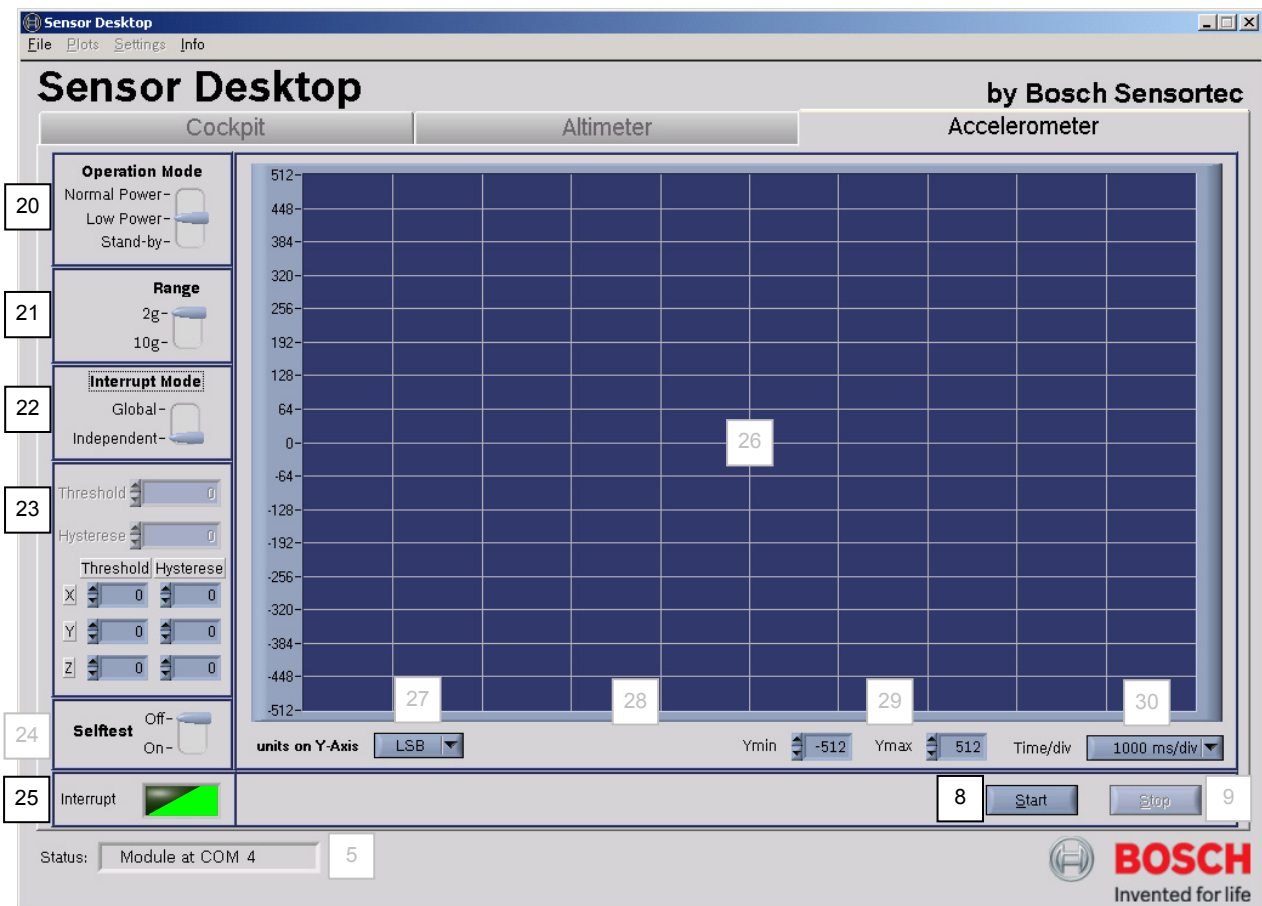 Sensor Desktop
File Plots Settings Info
Sensor Desktop
by Bosch Sensortec
Cockpit Altimeter Accelerometer
20
Operation Mode
Normal Power-
Low Power-
Stand-by-
21
Range
2g-
10g-
22
Interrupt Mode
Global-
Independent-
23
Threshold 0
Hysterese 0
Threshold Hysterese
X 0 0
Y 0 0
Z 0 0
24
Selftest
Off-
On-
25
Interrupt
512-
448-
384-
320-
256-
192-
128-
64-
0-
-64-
-128-
-192-
-256-
-320-
-384-
-448-
-512-
26
27 28 29 30
units on Y-Axis LSB Ymin -512 Ymax 512 Time/div 1000 ms/div
8 Start Stop 9
Status: Module at COM 4 5
BOSCH
Invented for life